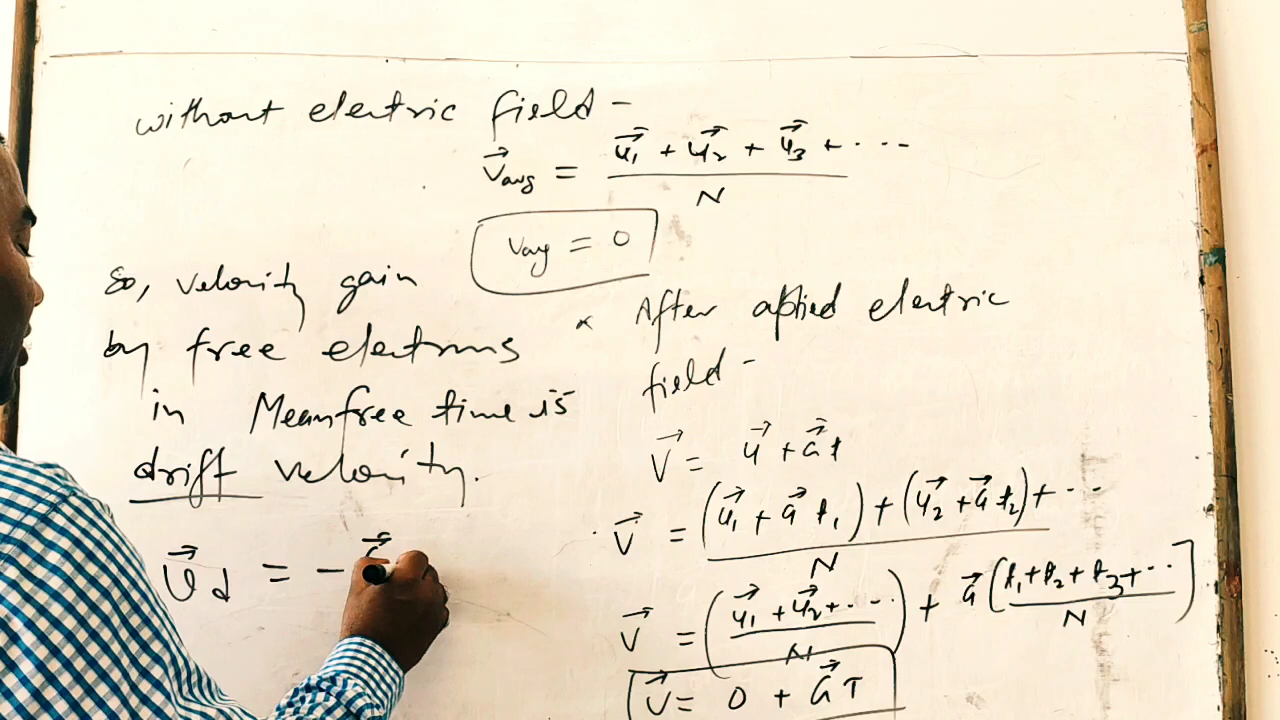 without electric field -
v⃗avg = u⃗1 + u⃗2 + u⃗3 + ... / N
vavg = 0
So, velocity gain
by free electrons
in Meanfree time is
drift velocity.
v⃗d = -
× After applied electric
field -
v⃗ = u⃗ + a⃗t
v⃗ = (u⃗1 + a⃗ t1) + (u⃗2 + a⃗ t2) + ... / N
v⃗ = (u⃗1 + u⃗2 + ... / N) + a⃗ [t1 + t2 + t3 + ... / N]
v⃗ = 0 + a⃗ τ